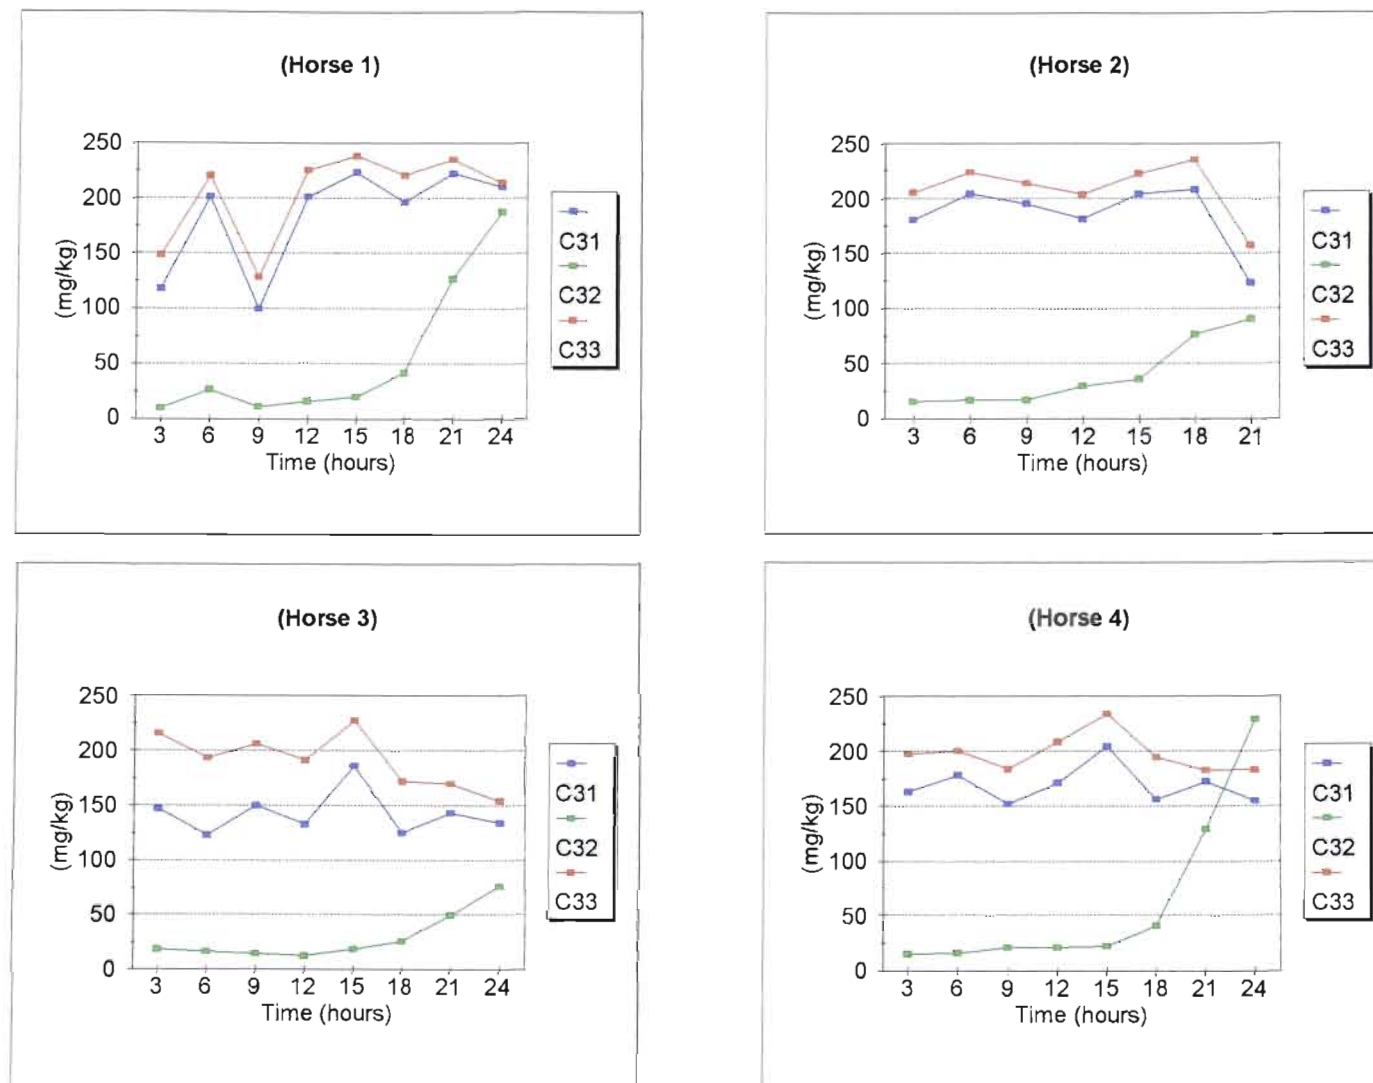 (Horse 1)
250
200
150
100
50
0
(mg/kg)
3 6 9 12 15 18 21 24
Time (hours)
C31
C32
C33
(Horse 2)
250
200
150
100
50
0
(mg/kg)
3 6 9 12 15 18 21
Time (hours)
C31
C32
C33
(Horse 3)
250
200
150
100
50
0
(mg/kg)
3 6 9 12 15 18 21 24
Time (hours)
C31
C32
C33
(Horse 4)
250
200
150
100
50
0
(mg/kg)
3 6 9 12 15 18 21 24
Time (hours)
C31
C32
C33